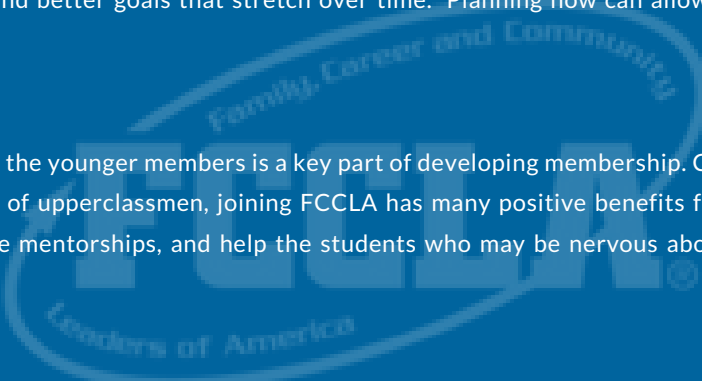 nd better goals that stretch over time. Planning now can allow
Family, Career and Community
the younger members is a key part of developing membership.
of upperclassmen, joining FCCLA has many positive benefits f
e mentorships, and help the students who may be nervous abo
FCCLA®
Leaders of America